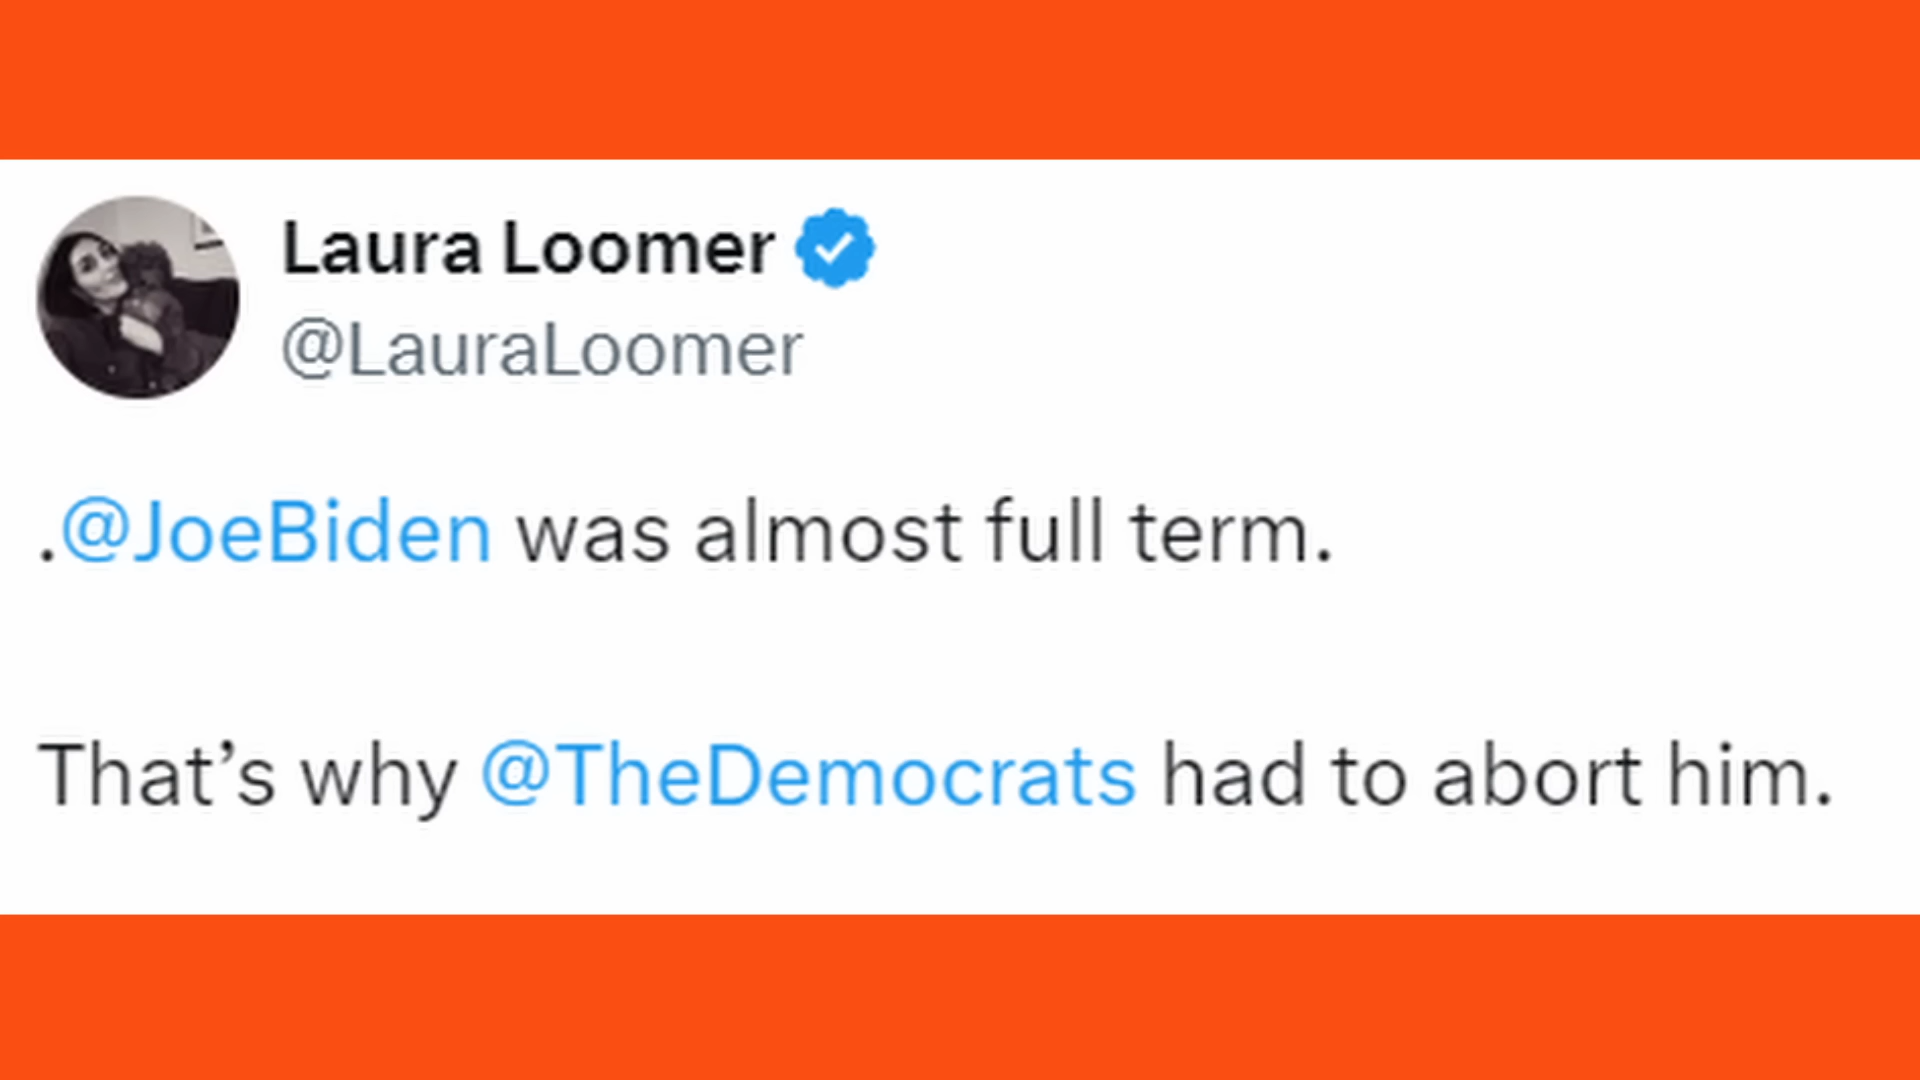 Laura Loomer
@LauraLoomer
.@JoeBiden was almost full term.
That’s why @TheDemocrats had to abort him.